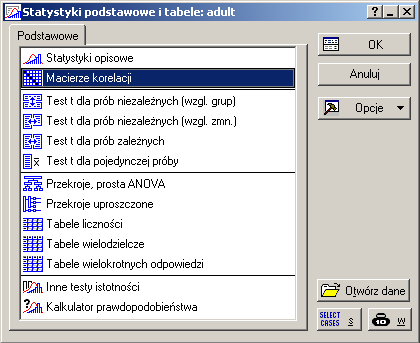 Statystyki podstawowe i tabele: adult
Podstawowe
Statystyki opisowe
Macierze korelacji
Test t dla prób niezależnych (wzgl. grup)
Test t dla prób niezależnych (wzgl. zmn.)
Test t dla prób zależnych
Test t dla pojedynczej próby
Przekroje, prosta ANOVA
Przekroje uproszczone
Tabele liczności
Tabele wielodzielcze
Tabele wielokrotnych odpowiedzi
Inne testy istotności
Kalkulator prawdopodobieństwa
OK
Anuluj
Opcje
Otwórz dane
SELECT CASES S
W